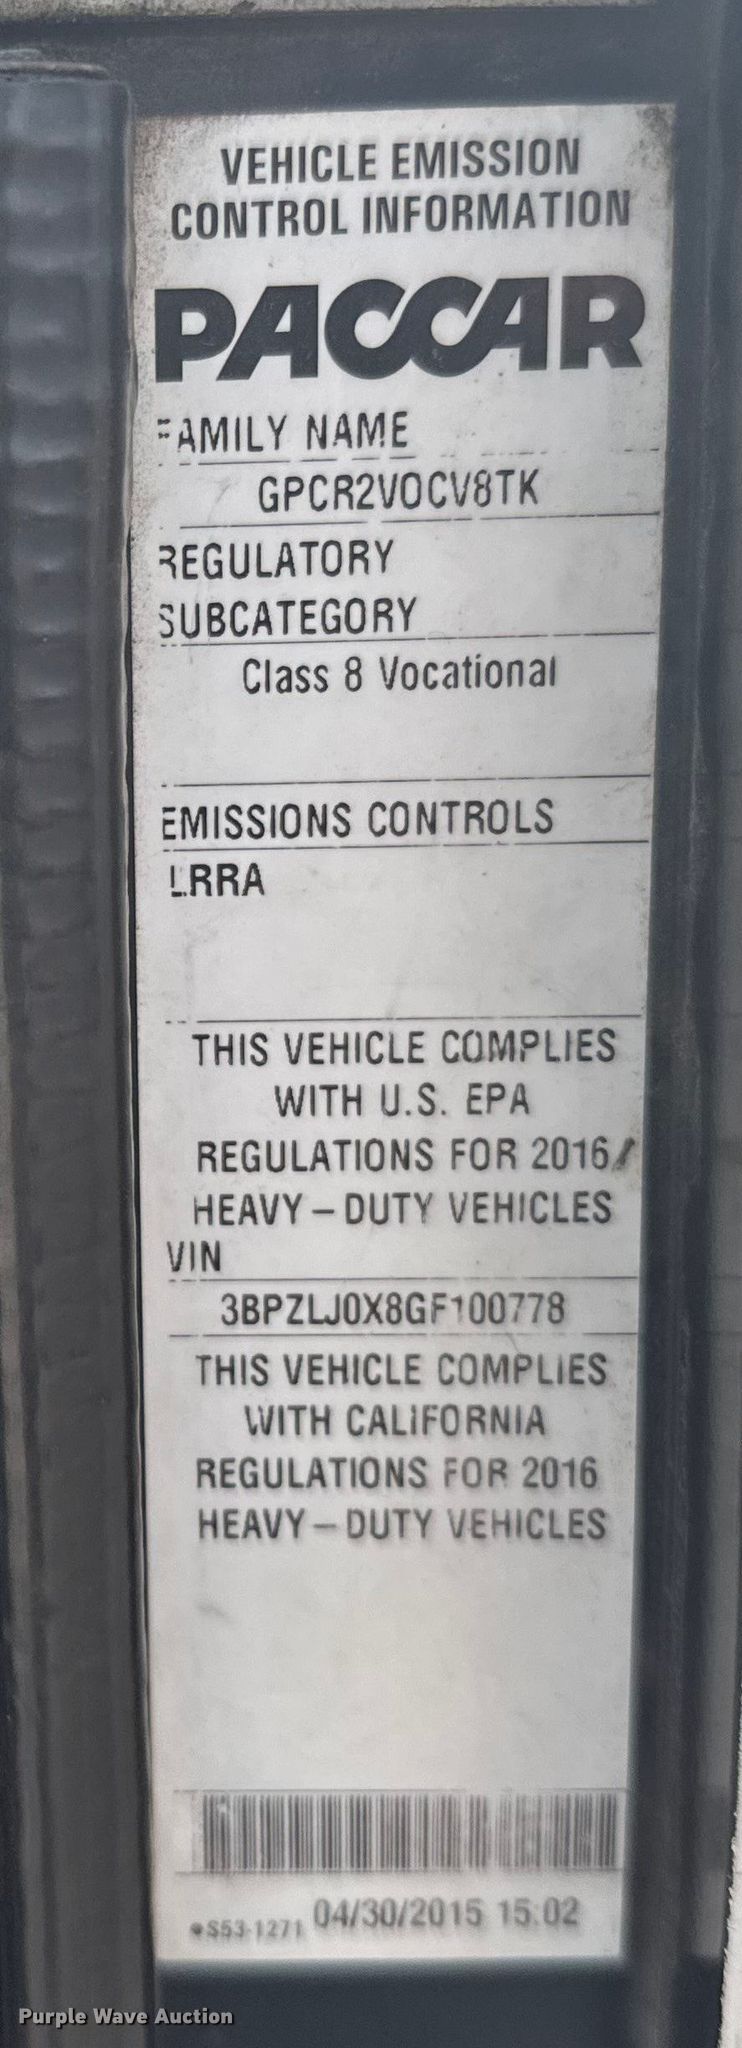 VEHICLE EMISSION
CONTROL INFORMATION
PACCAR
FAMILY NAME
GPCR2VOCV8TK
REGULATORY
SUBCATEGORY
Class 8 Vocational
EMISSIONS CONTROLS
LRRA
THIS VEHICLE COMPLIES
WITH U.S. EPA
REGULATIONS FOR 2016/
HEAVY-DUTY VEHICLES
VIN
3BPZLJ0X8GF100778
THIS VEHICLE COMPLIES
WITH CALIFORNIA
REGULATIONS FOR 2016
HEAVY-DUTY VEHICLES
S53-1271 04/30/2015 15:02
Purple Wave Auction